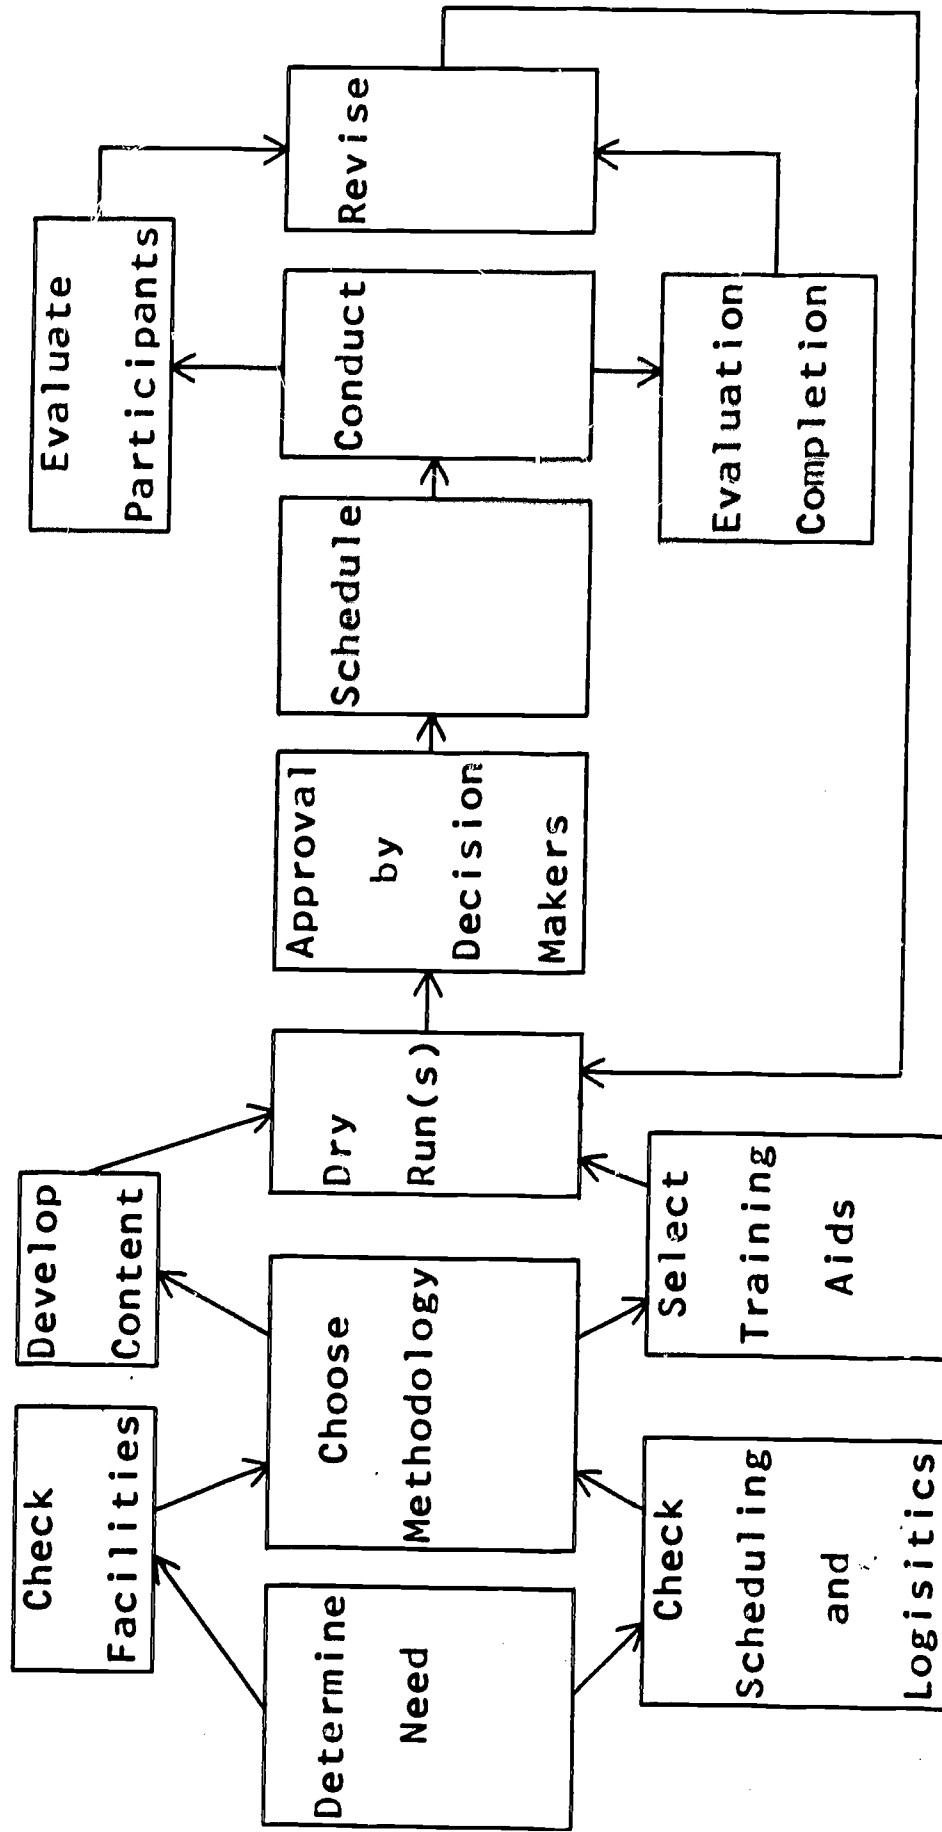 Check
Facilities
Develop
Content
Evaluate
Participants
Determine
Need
Choose
Methodology
Dry
Run(s)
Approval
by
Decision
Makers
Schedule
Conduct
Revise
Check
Scheduling
and
Logisitics
Select
Training
Aids
Evaluation
Completion